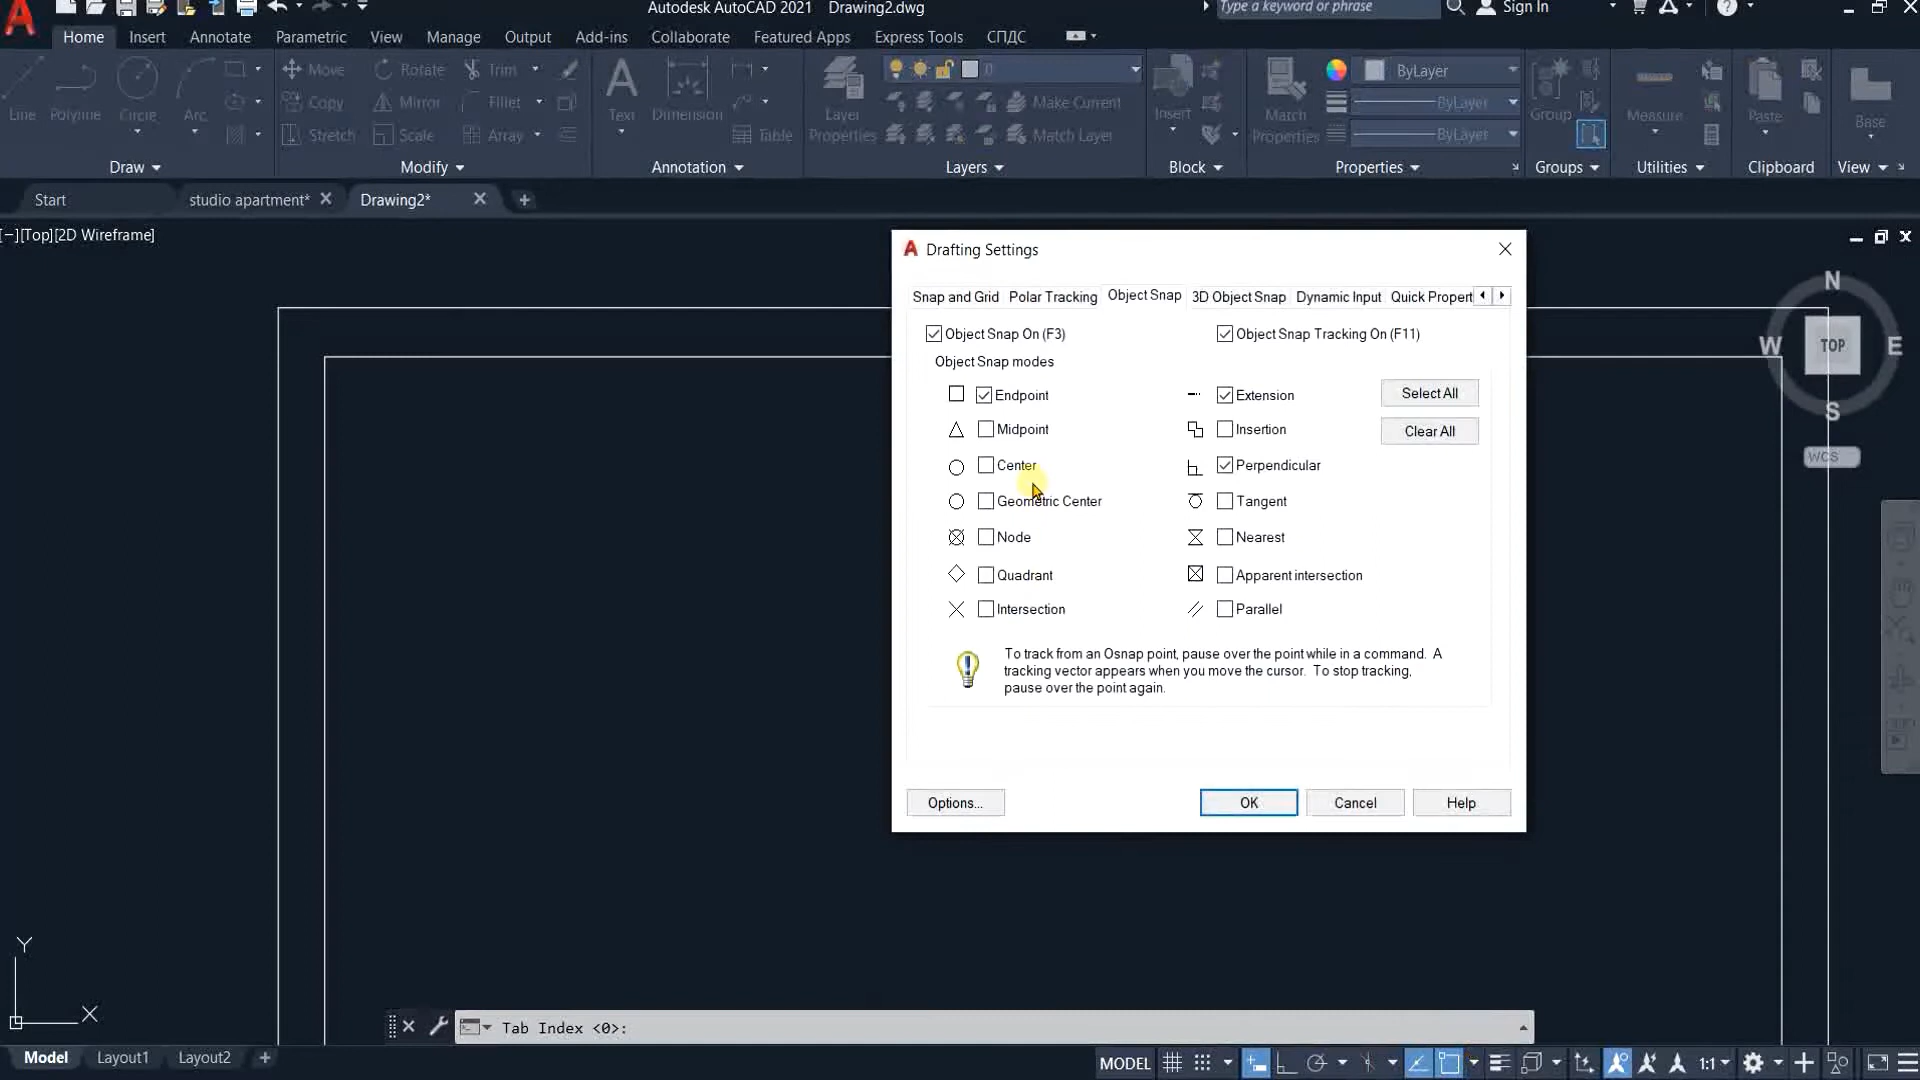 Autodesk AutoCAD 2021 Drawing2.dwg
Type a keyword or phrase
Sign In
Home Insert Annotate Parametric View Manage Output Add-ins Collaborate Featured Apps Express Tools СПДС
Line Polyline Circle Arc
Move Rotate Trim
Copy Mirror Fillet
Stretch Scale Array
Text Dimension Table
Layer Properties
0
Make Current
Match Layer
Insert
Match Properties
ByLayer
ByLayer
ByLayer
Group Measure Paste Base
Draw Modify Annotation Layers Block Properties Groups Utilities Clipboard View
Start studio apartment* Drawing2*
[−][Top][2D Wireframe]
N
W TOP E
S
WCS
Drafting Settings
Snap and Grid Polar Tracking Object Snap 3D Object Snap Dynamic Input Quick Propert
Object Snap On (F3) Object Snap Tracking On (F11)
Object Snap modes
Endpoint Extension Select All
Midpoint Insertion Clear All
Center Perpendicular
Geometric Center Tangent
Node Nearest
Quadrant Apparent intersection
Intersection Parallel
To track from an Osnap point, pause over the point while in a command. A
tracking vector appears when you move the cursor. To stop tracking,
pause over the point again.
Options... OK Cancel Help
Y
X
Tab Index <0>:
Model Layout1 Layout2
MODEL 1:1